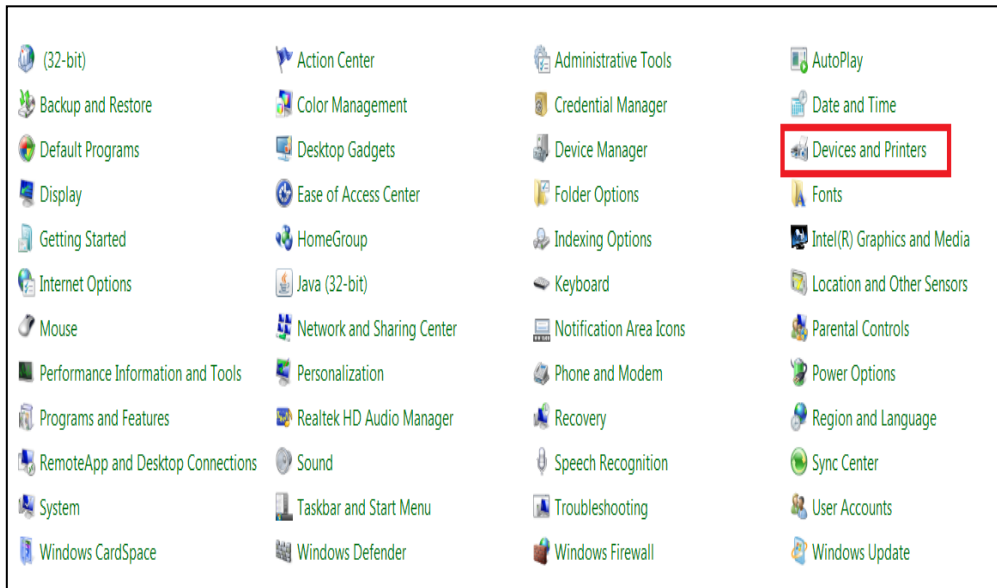 (32-bit) Action Center Administrative Tools AutoPlay
Backup and Restore Color Management Credential Manager Date and Time
Default Programs Desktop Gadgets Device Manager Devices and Printers
Display Ease of Access Center Folder Options Fonts
Getting Started HomeGroup Indexing Options Intel(R) Graphics and Media
Internet Options Java (32-bit) Keyboard Location and Other Sensors
Mouse Network and Sharing Center Notification Area Icons Parental Controls
Performance Information and Tools Personalization Phone and Modem Power Options
Programs and Features Realtek HD Audio Manager Recovery Region and Language
RemoteApp and Desktop Connections Sound Speech Recognition Sync Center
System Taskbar and Start Menu Troubleshooting User Accounts
Windows CardSpace Windows Defender Windows Firewall Windows Update